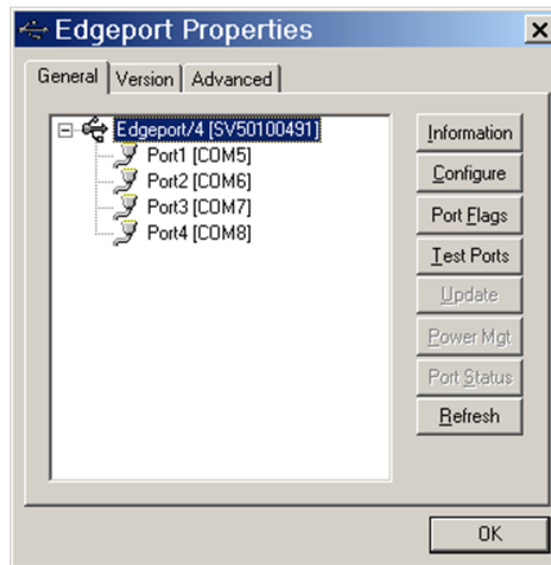 Edgeport Properties
General Version Advanced
Edgeport/4 [SV50100491]
Port1 [COM5]
Port2 [COM6]
Port3 [COM7]
Port4 [COM8]
Information
Configure
Port Flags
Test Ports
Update
Power Mgt
Port Status
Refresh
OK